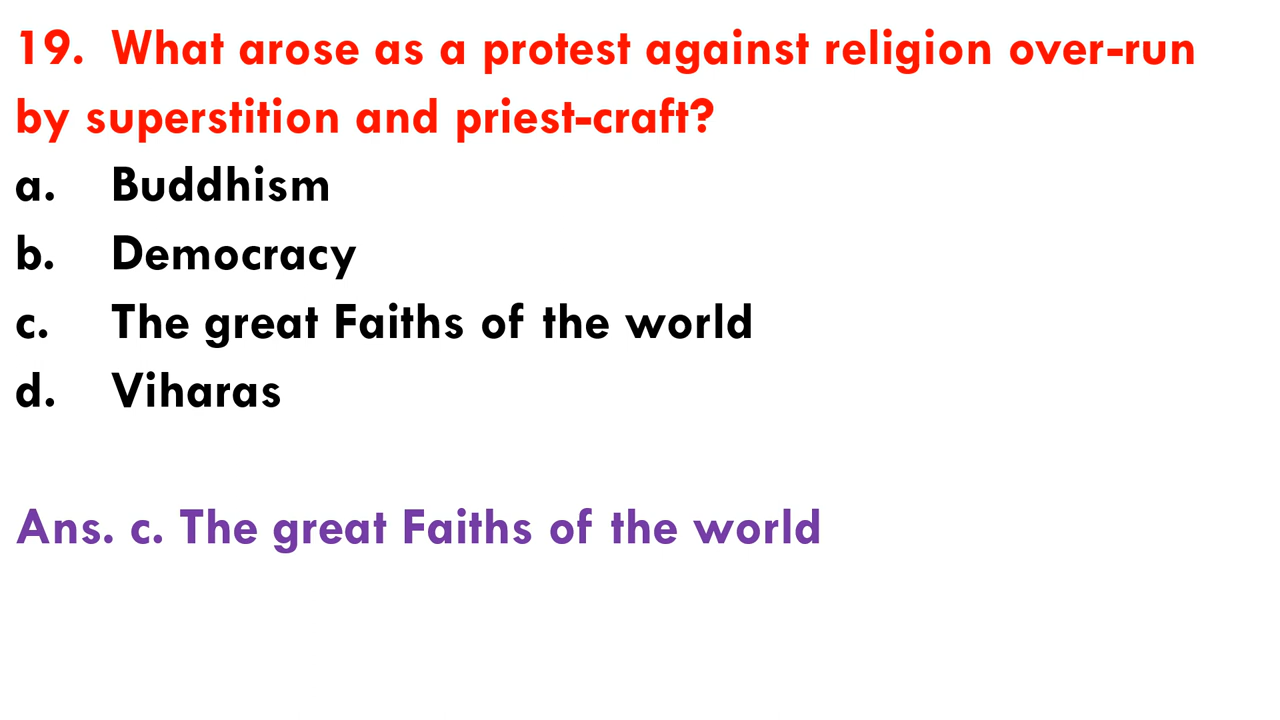 19. What arose as a protest against religion over-run
by superstition and priest-craft?
a. Buddhism
b. Democracy
c. The great Faiths of the world
d. Viharas
Ans. c. The great Faiths of the world